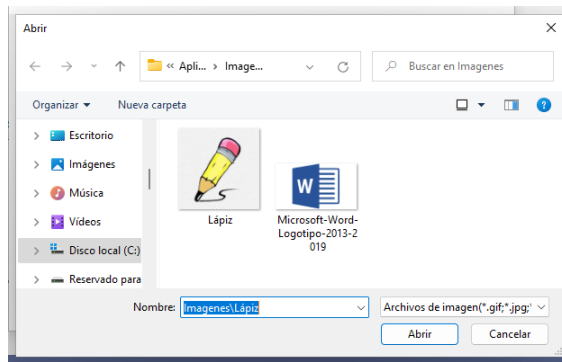 Abrir
« Apli... › Image...
Buscar en Imagenes
Organizar
Nueva carpeta
Escritorio
Imágenes
Música
Vídeos
Disco local (C:)
Reservado para
Lápiz
W
Microsoft-Word-
Logotipo-2013-2
019
Nombre: Imagenes\Lápiz
Archivos de imagen(*.gif;*.jpg;*
Abrir
Cancelar